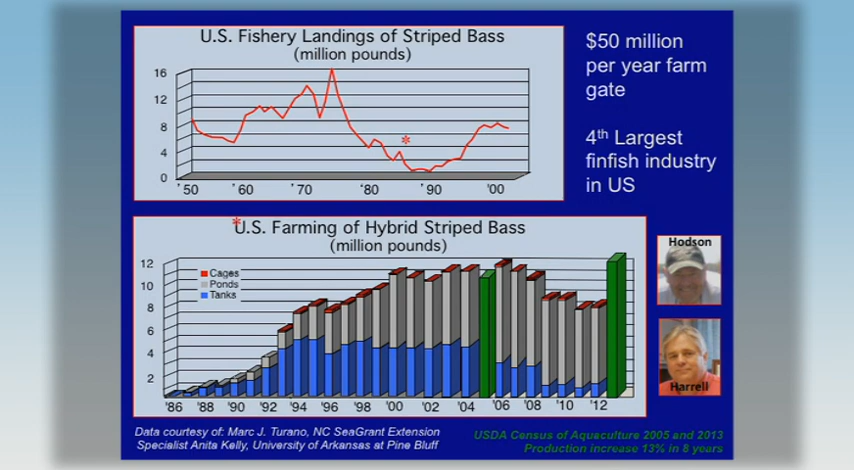 U.S. Fishery Landings of Striped Bass
(million pounds)
16
12
8
4
0
'50 '60 '70 '80 '90 '00
*
$50 million
per year farm
gate
4th Largest
finfish industry
in US
*U.S. Farming of Hybrid Striped Bass
(million pounds)
12
10
8
6
4
2
Cages
Ponds
Tanks
'86 '88 '90 '92 '94 '96 '98 '00 '02 '04 '06 '08 '10 '12
Hodson
Harrell
Data courtesy of: Marc J. Turano, NC SeaGrant Extension
Specialist Anita Kelly, University of Arkansas at Pine Bluff
USDA Census of Aquaculture 2005 and 2013
Production increase 13% in 8 years